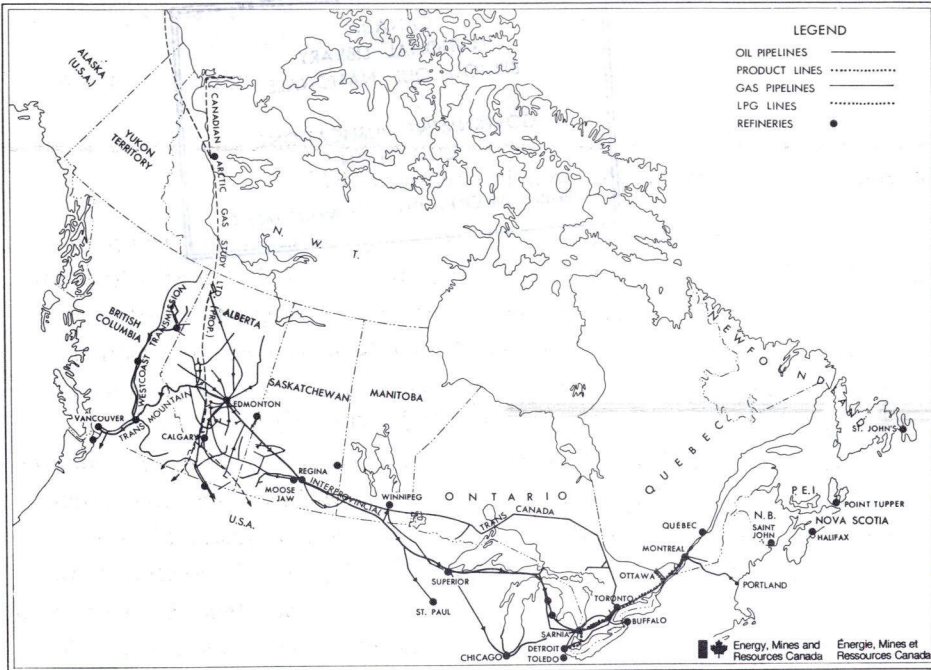 LEGEND
OIL PIPELINES
PRODUCT LINES
GAS PIPELINES
LPG LINES
REFINERIES
ALASKA
(U.S.A.)
YUKON
TERRITORY
CANADIAN ARCTIC GAS STUDY LTD. (PROP.)
N. W. T.
BRITISH
COLUMBIA
WESTCOAST TRANSMISSION
ALBERTA
TRANS MOUNTAIN
VANCOUVER
EDMONTON
CALGARY
SASKATCHEWAN
MANITOBA
REGINA
MOOSE
JAW
INTERPROVINCIAL
WINNIPEG
U.S.A.
ONTARIO
TRANS CANADA
QUEBEC
NEWFOUNDLAND
ST. JOHN'S
P.E.I.
POINT TUPPER
N.B.
SAINT
JOHN
NOVA SCOTIA
HALIFAX
QUÉBEC
MONTREAL
OTTAWA
PORTLAND
TORONTO
BUFFALO
SUPERIOR
ST. PAUL
SARNIA
DETROIT
TOLEDO
CHICAGO
Energy, Mines and
Resources Canada
Énergie, Mines et
Ressources Canada